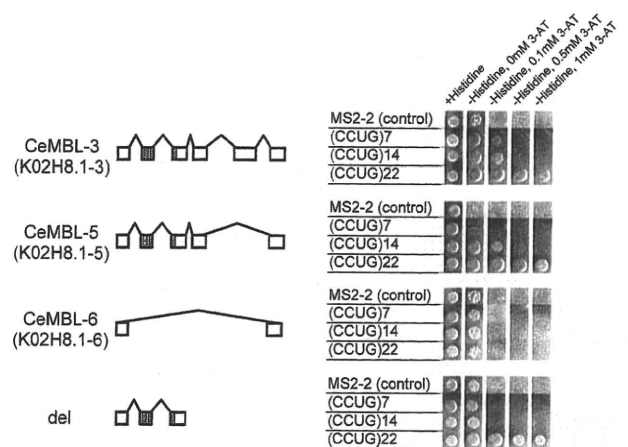 +Histidine
-Histidine, 0mM 3-AT
-Histidine, 0.1mM 3-AT
-Histidine, 0.5mM 3-AT
-Histidine, 1mM 3-AT
CeMBL-3
(K02H8.1-3)
MS2-2 (control)
(CCUG)7
(CCUG)14
(CCUG)22
CeMBL-5
(K02H8.1-5)
MS2-2 (control)
(CCUG)7
(CCUG)14
(CCUG)22
CeMBL-6
(K02H8.1-6)
MS2-2 (control)
(CCUG)7
(CCUG)14
(CCUG)22
del
MS2-2 (control)
(CCUG)7
(CCUG)14
(CCUG)22